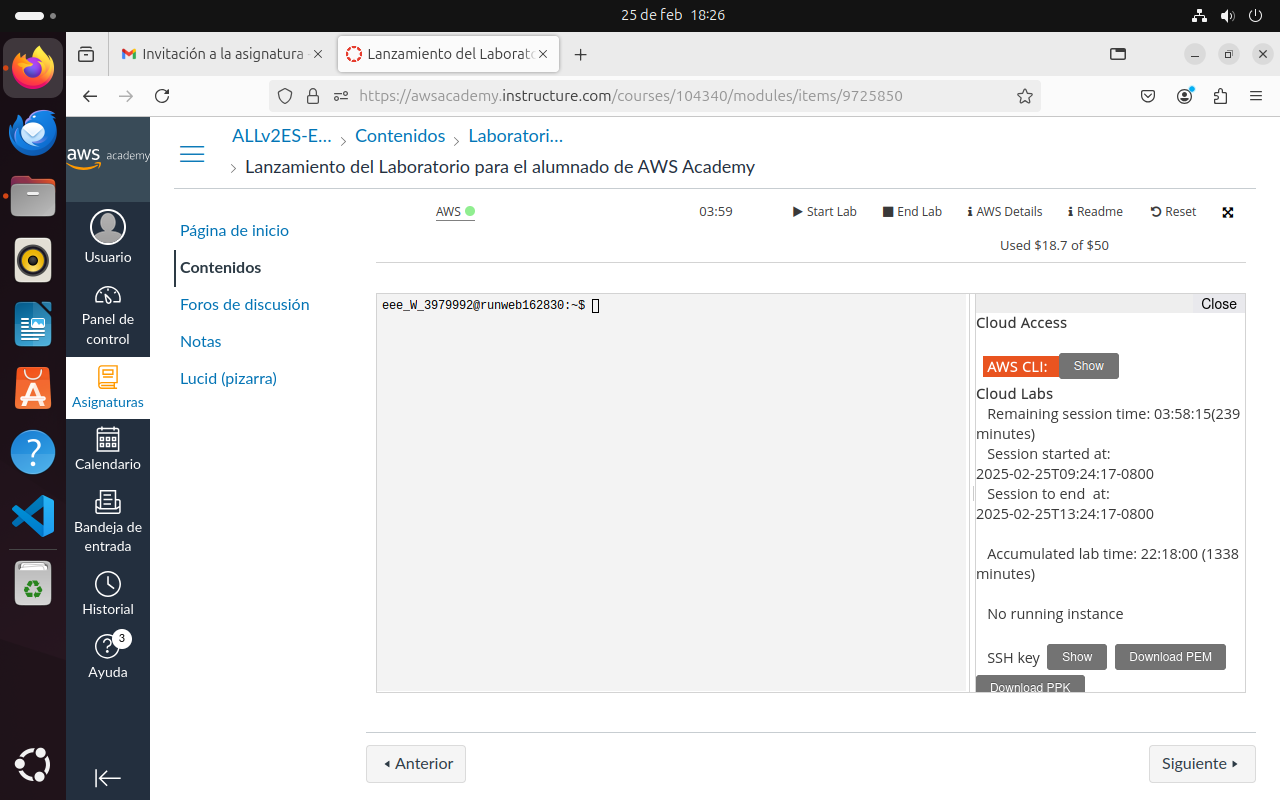 25 de feb 18:26
Invitación a la asignatura
Lanzamiento del Laborato
https://awsacademy.instructure.com/courses/104340/modules/items/9725850
aws academy
ALLv2ES-E... Contenidos Laboratori...
Lanzamiento del Laboratorio para el alumnado de AWS Academy
Usuario
Panel de
control
Asignaturas
Calendario
Bandeja de
entrada
Historial
3
Ayuda
Página de inicio
Contenidos
Foros de discusión
Notas
Lucid (pizarra)
AWS 03:59 Start Lab End Lab AWS Details Readme Reset
Used $18.7 of $50
eee_W_3979992@runweb162830:~$
Close
Cloud Access
AWS CLI: Show
Cloud Labs
Remaining session time: 03:58:15(239
minutes)
Session started at:
2025-02-25T09:24:17-0800
Session to end at:
2025-02-25T13:24:17-0800
Accumulated lab time: 22:18:00 (1338
minutes)
No running instance
SSH key Show Download PEM
Download PPK
Anterior
Siguiente